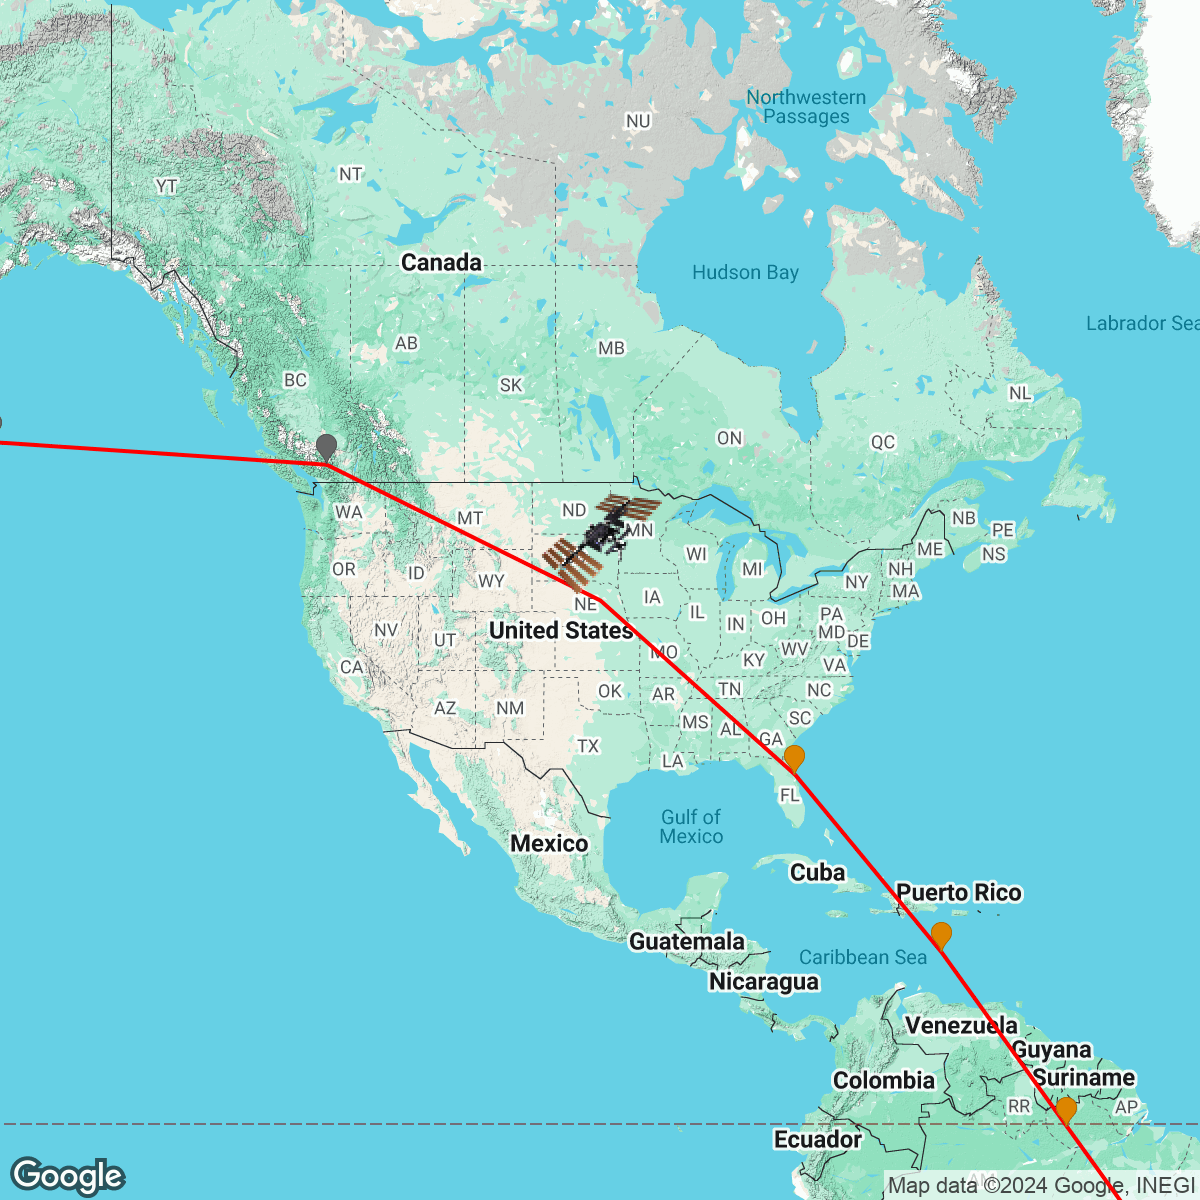 Northwestern
Passages
NU
NT
YT
Canada
Hudson Bay
Labrador Sea
AB
MB
SK
BC
NL
ON
QC
ND
MN
WA
MT
NB
PE
NS
ME
WI
MI
OR
ID
WY
NY
NH
MA
NE
IA
IL
IN
OH
PA
MD
DE
NV
UT
United States
MO
KY
WV
VA
CA
OK
AR
TN
NC
AZ
NM
MS
AL
GA
SC
TX
LA
FL
Gulf of
Mexico
Mexico
Cuba
Puerto Rico
Guatemala
Caribbean Sea
Nicaragua
Venezuela
Guyana
Colombia
Suriname
RR
AP
Ecuador
AM
Google
Map data ©2024 Google, INEGI